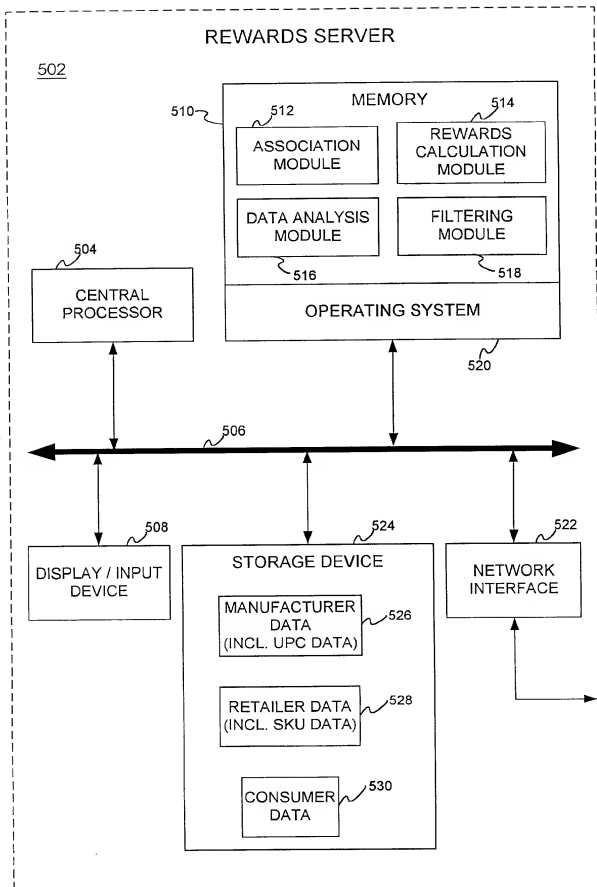 REWARDS SERVER
502
MEMORY
510
512
514
ASSOCIATION
MODULE
REWARDS
CALCULATION
MODULE
DATA ANALYSIS
MODULE
FILTERING
MODULE
516
518
504
CENTRAL
PROCESSOR
OPERATING SYSTEM
520
506
508
524
522
DISPLAY / INPUT
DEVICE
STORAGE DEVICE
NETWORK
INTERFACE
MANUFACTURER
DATA
(INCL. UPC DATA)
526
RETAILER DATA
(INCL. SKU DATA)
528
CONSUMER
DATA
530